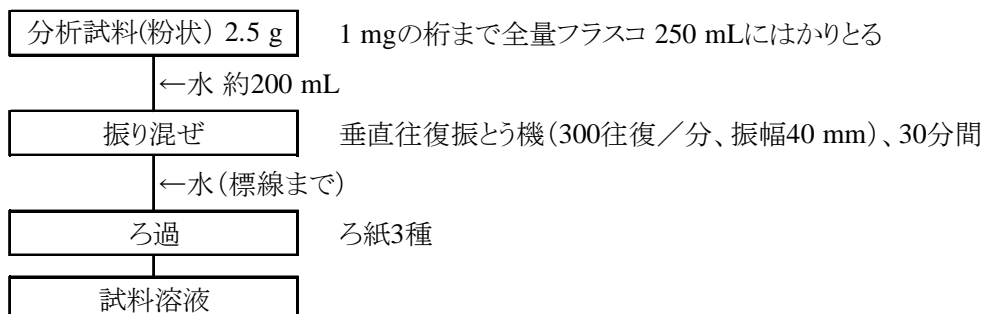 分析試料(粉状) 2.5 g 1 mgの桁まで全量フラスコ 250 mLにはかりとる
←水 約200 mL
振り混ぜ 垂直往復振とう機(300往復／分、振幅40 mm)、30分間
←水(標線まで)
ろ過 ろ紙3種
試料溶液